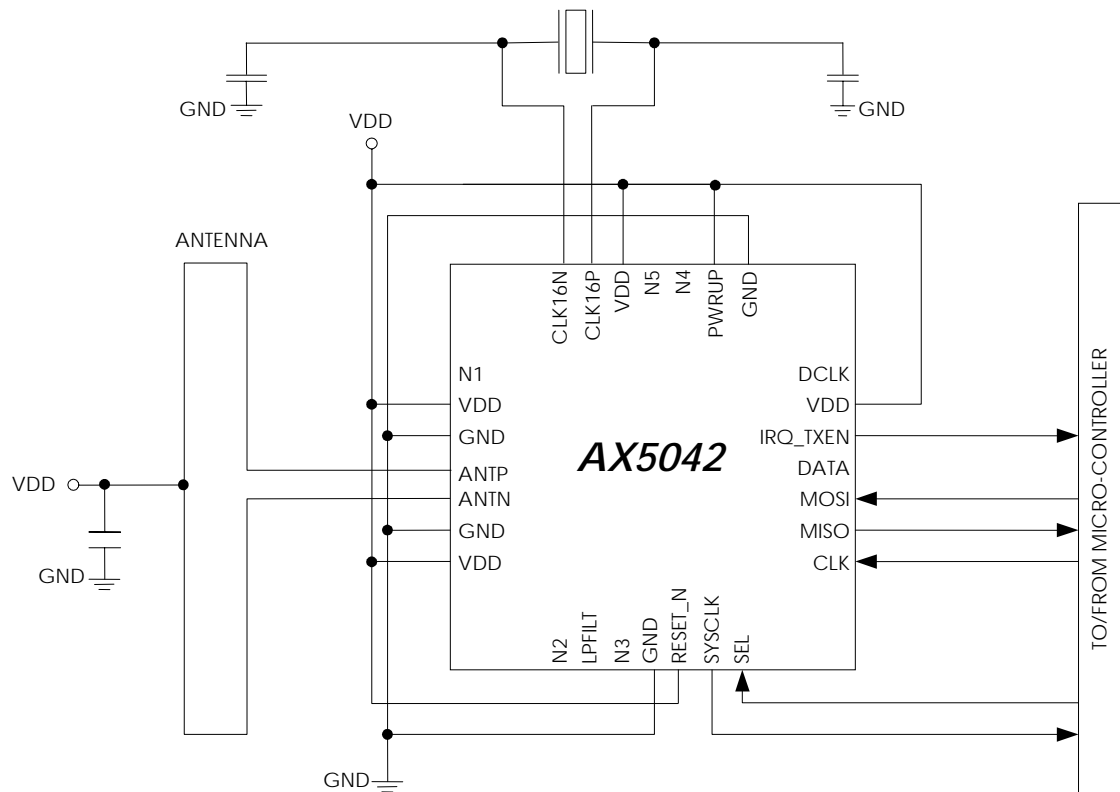 GND
GND
VDD
ANTENNA
CLK16N
CLK16P
VDD
N5
N4
PWRUP
GND
N1
VDD
GND
ANTP
ANTN
GND
VDD
AX5042
DCLK
VDD
IRQ_TXEN
DATA
MOSI
MISO
CLK
VDD
GND
N2
LPFILT
N3
GND
RESET_N
SYSCLK
SEL
GND
TO/FROM MICRO-CONTROLLER